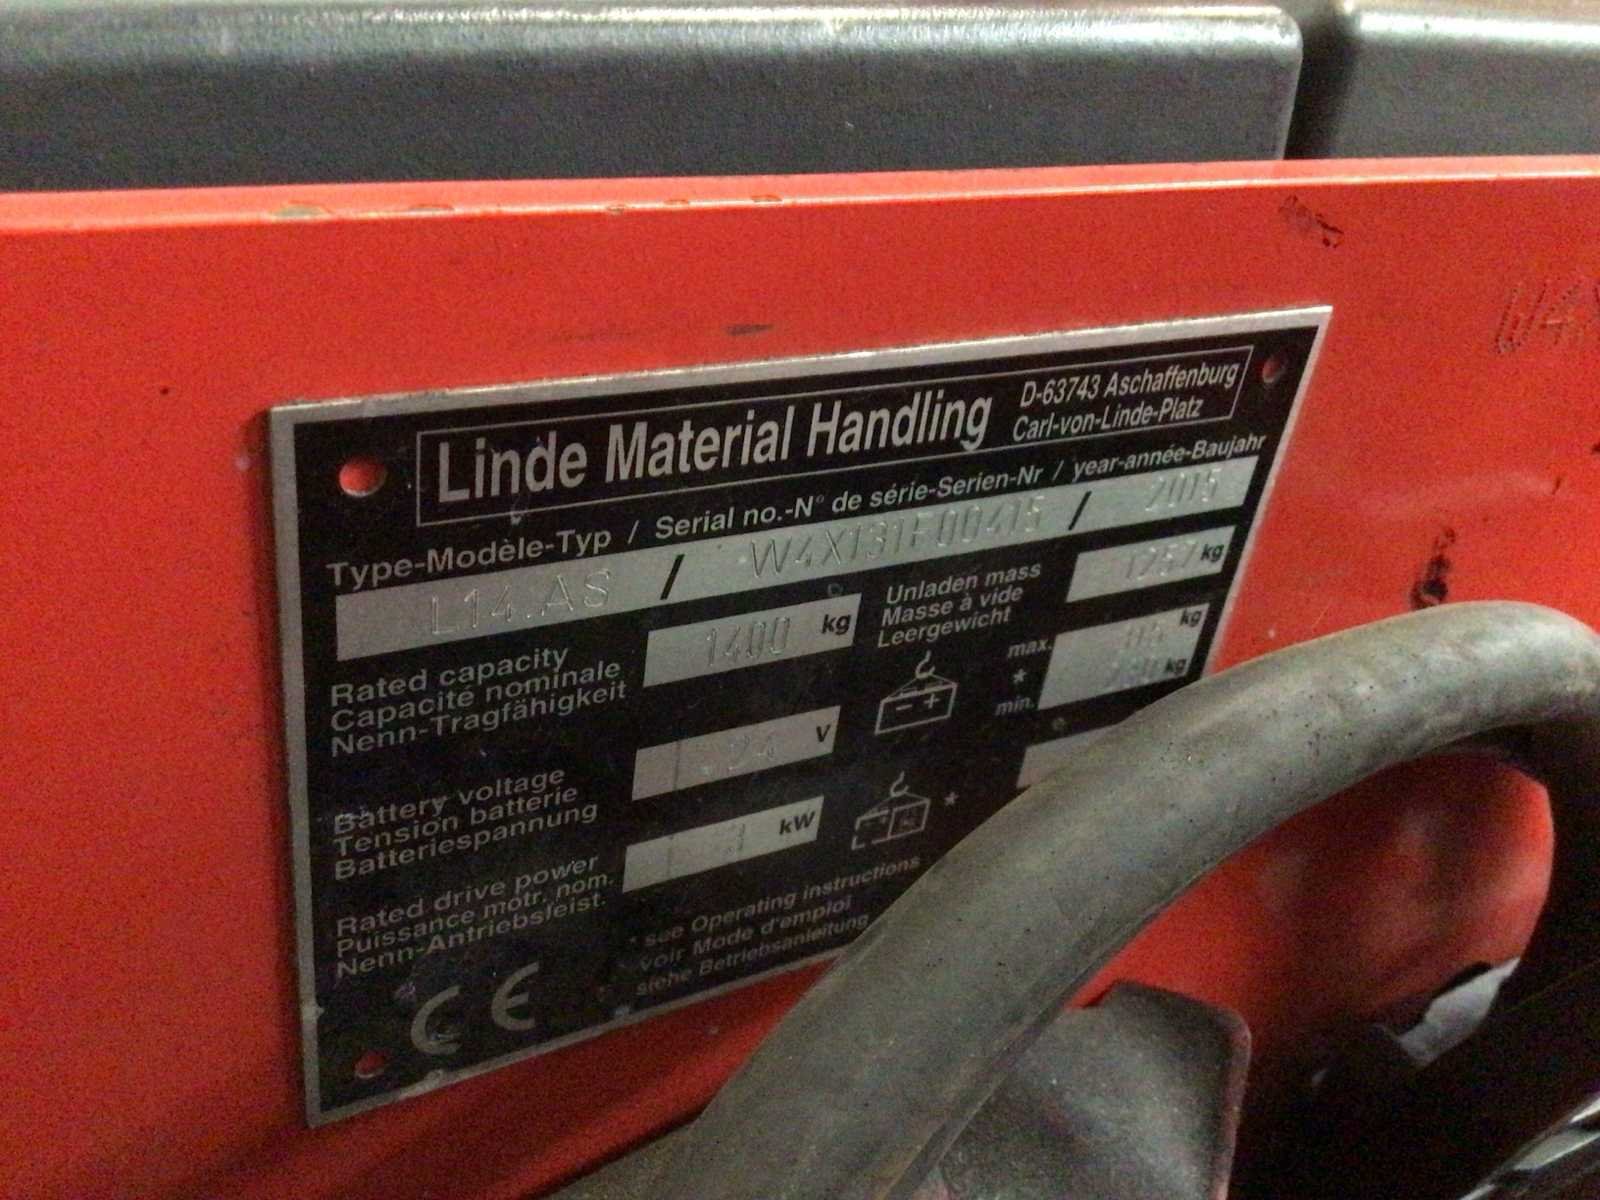 Linde Material Handling
D-63743 Aschaffenburg
Carl-von-Linde-Platz
Type-Modèle-Typ / Serial no.-N° de série-Serien-Nr / year-année-Baujahr
L14.AS / W4X131F00415 / 2015
Rated capacity
Capacité nominale
Nenn-Tragfähigkeit
1400 kg
Unladen mass
Masse à vide
Leergewicht
1257 kg
Battery voltage
Tension batterie
Batteriespannung
24 V
- +
max. kg
*
min. kg
Rated drive power
Puissance motr. nom.
Nenn-Antriebsleist.
kW
*
* see Operating instructions
voir Mode d'emploi
siehe Betriebsanleitung
CE
W4X